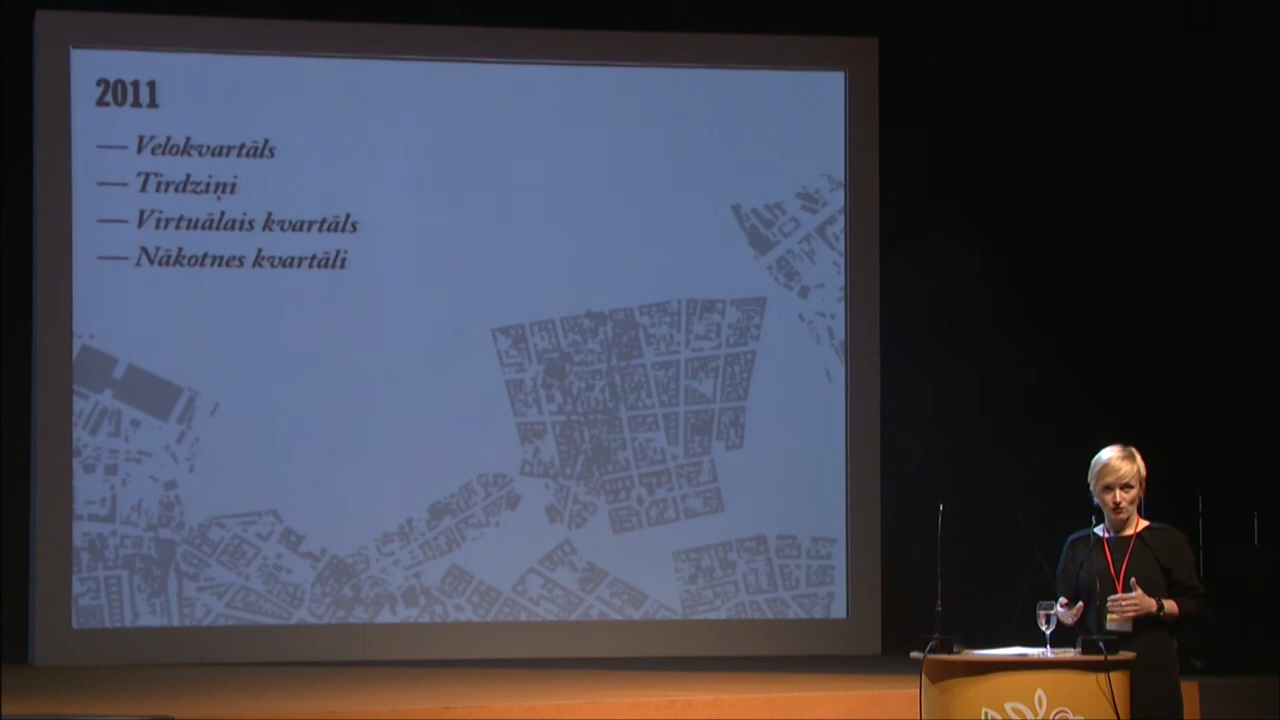 2011
— Velokvartāls
— Tirdziņi
— Virtuālais kvartāls
— Nākotnes kvartāli